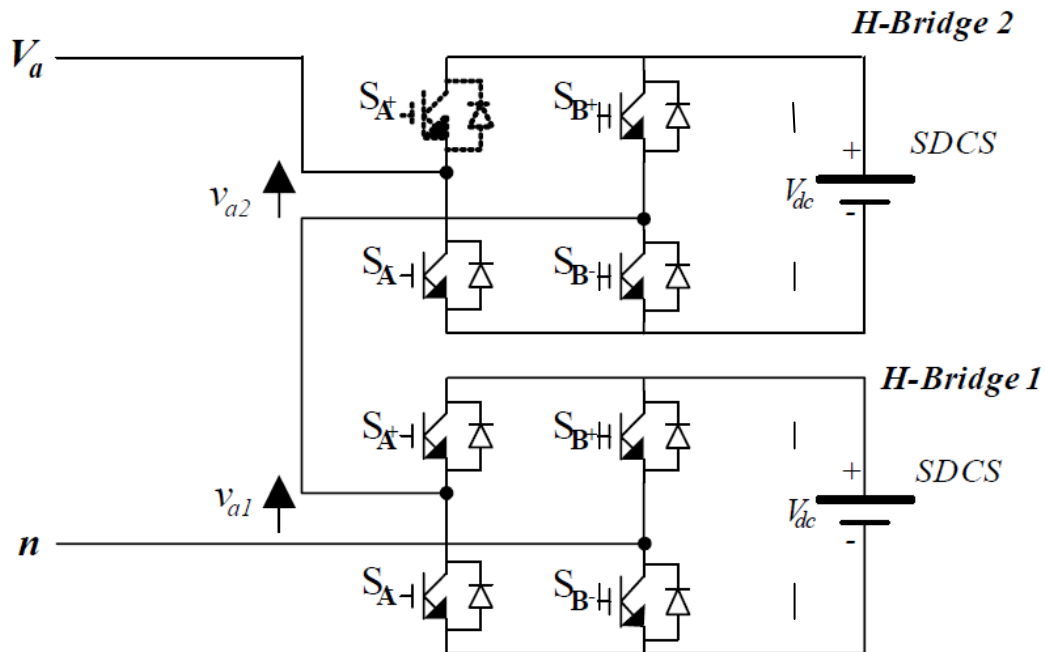 H-Bridge 2
Va
SA+
SB+
+
SDCS
Vdc
-
va2
SA-
SB-
H-Bridge 1
SA+
SB+
+
SDCS
Vdc
-
va1
n
SA-
SB-